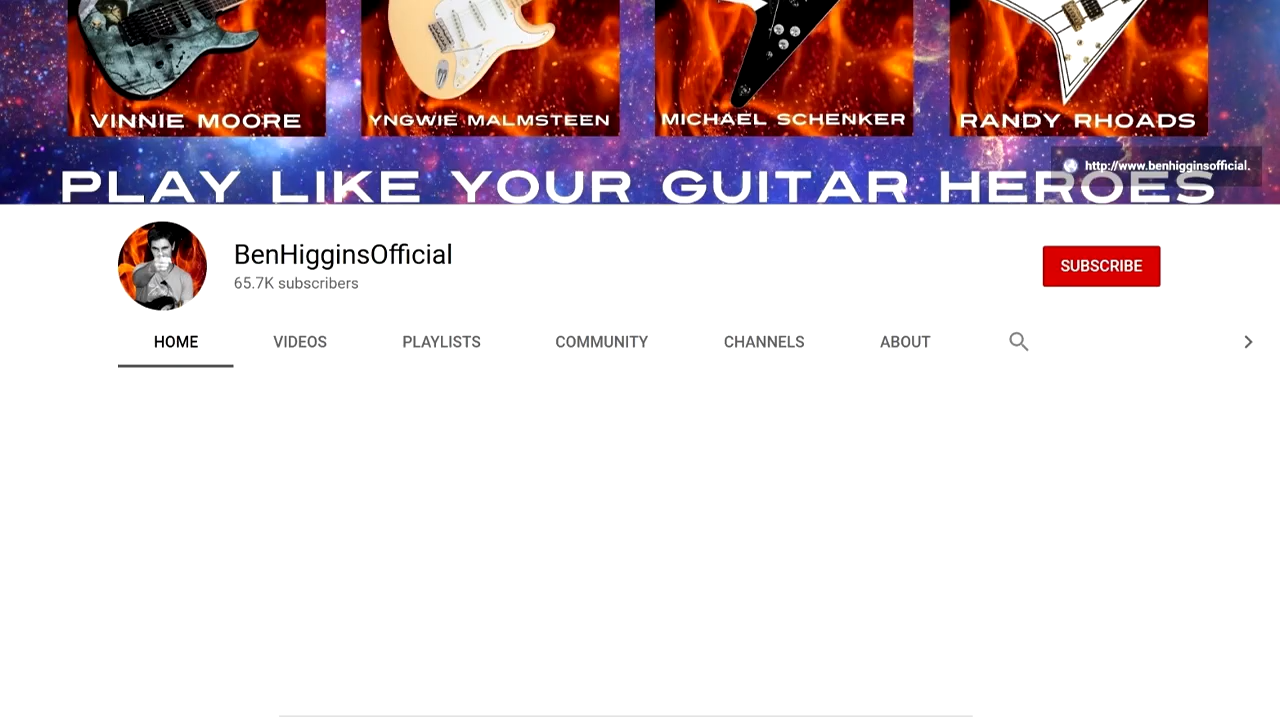 VINNIE MOORE
YNGWIE MALMSTEEN
MICHAEL SCHENKER
RANDY RHOADS
http://www.benhigginsofficial.
PLAY LIKE YOUR GUITAR HEROES
BenHigginsOfficial
65.7K subscribers
SUBSCRIBE
HOME VIDEOS PLAYLISTS COMMUNITY CHANNELS ABOUT